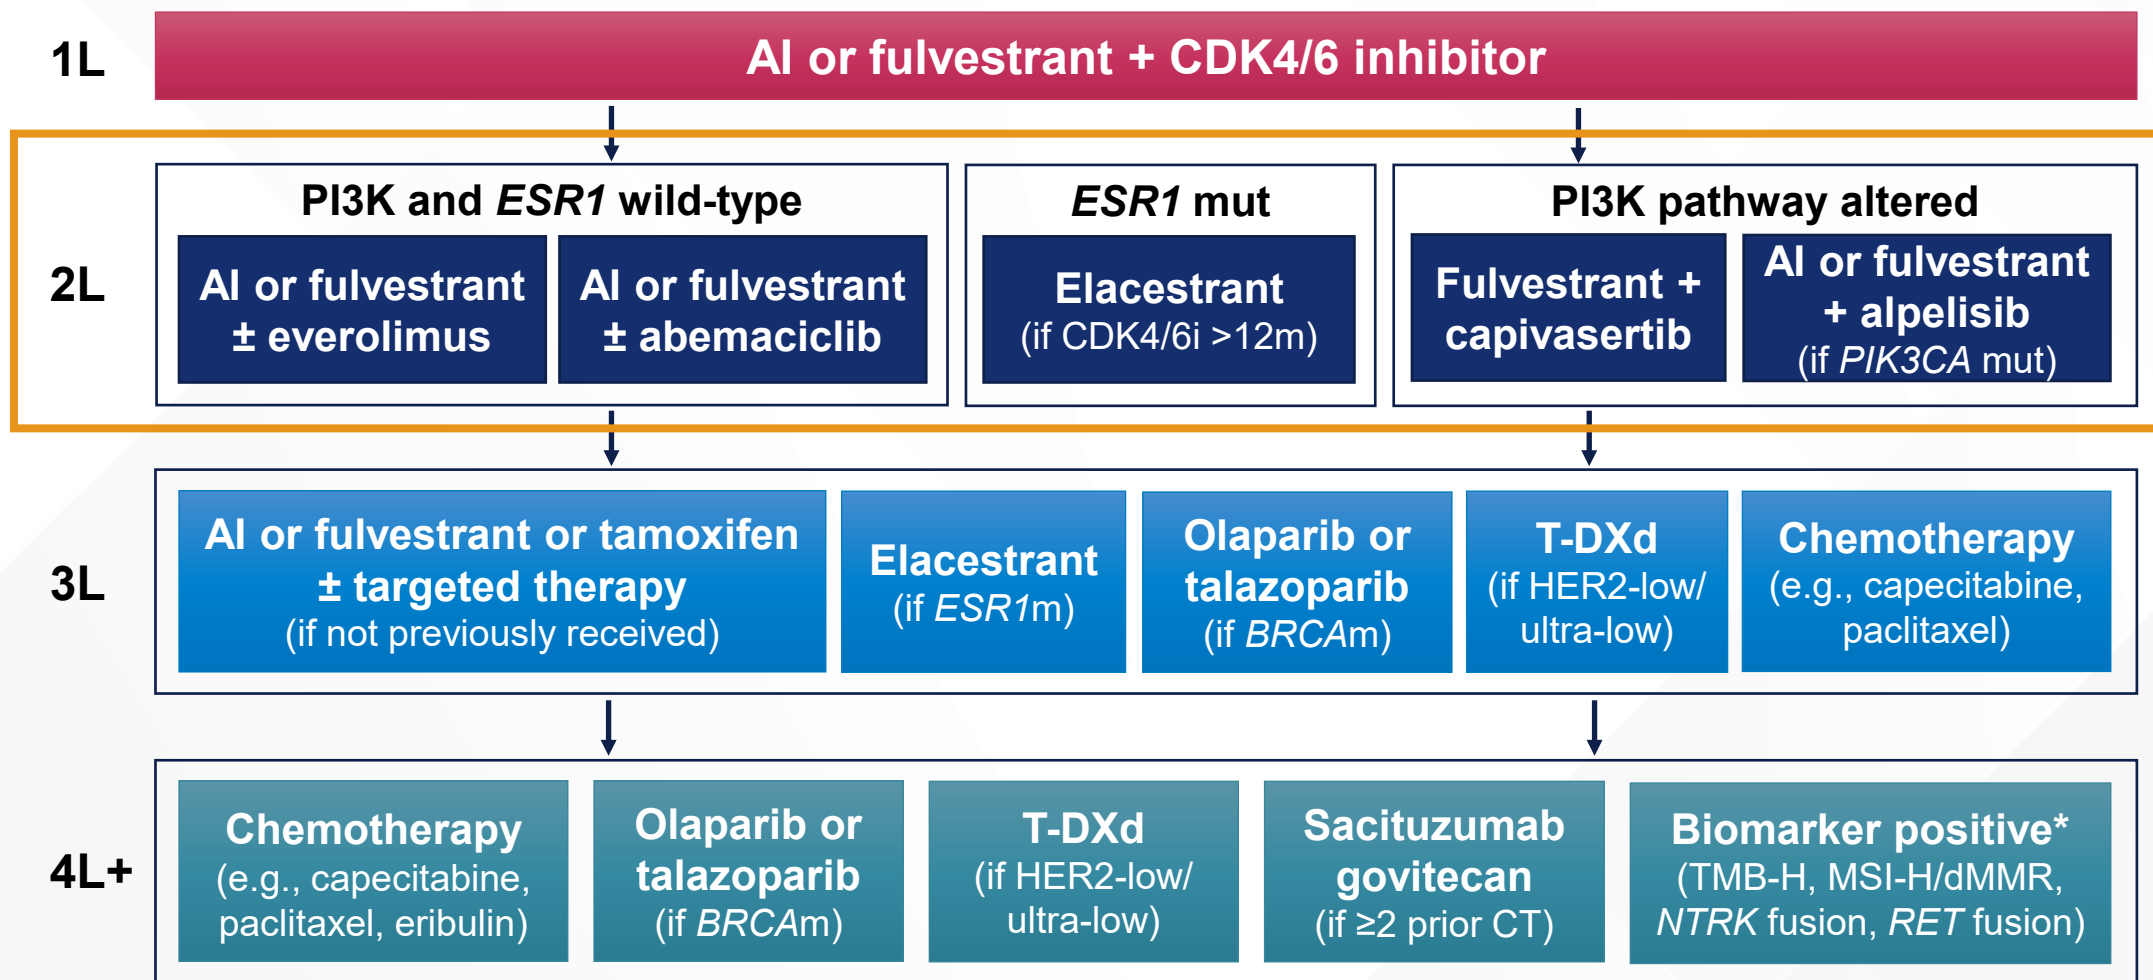 1L
AI or fulvestrant + CDK4/6 inhibitor
2L
PI3K and ESR1 wild-type
AI or fulvestrant
± everolimus
AI or fulvestrant
± abemaciclib
ESR1 mut
Elacestrant
(if CDK4/6i >12m)
PI3K pathway altered
Fulvestrant +
capivasertib
AI or fulvestrant
+ alpelisib
(if PIK3CA mut)
3L
AI or fulvestrant or tamoxifen
± targeted therapy
(if not previously received)
Elacestrant
(if ESR1m)
Olaparib or
talazoparib
(if BRCAm)
T-DXd
(if HER2-low/
ultra-low)
Chemotherapy
(e.g., capecitabine,
paclitaxel)
4L+
Chemotherapy
(e.g., capecitabine,
paclitaxel, eribulin)
Olaparib or
talazoparib
(if BRCAm)
T-DXd
(if HER2-low/
ultra-low)
Sacituzumab
govitecan
(if ≥2 prior CT)
Biomarker positive*
(TMB-H, MSI-H/dMMR,
NTRK fusion, RET fusion)